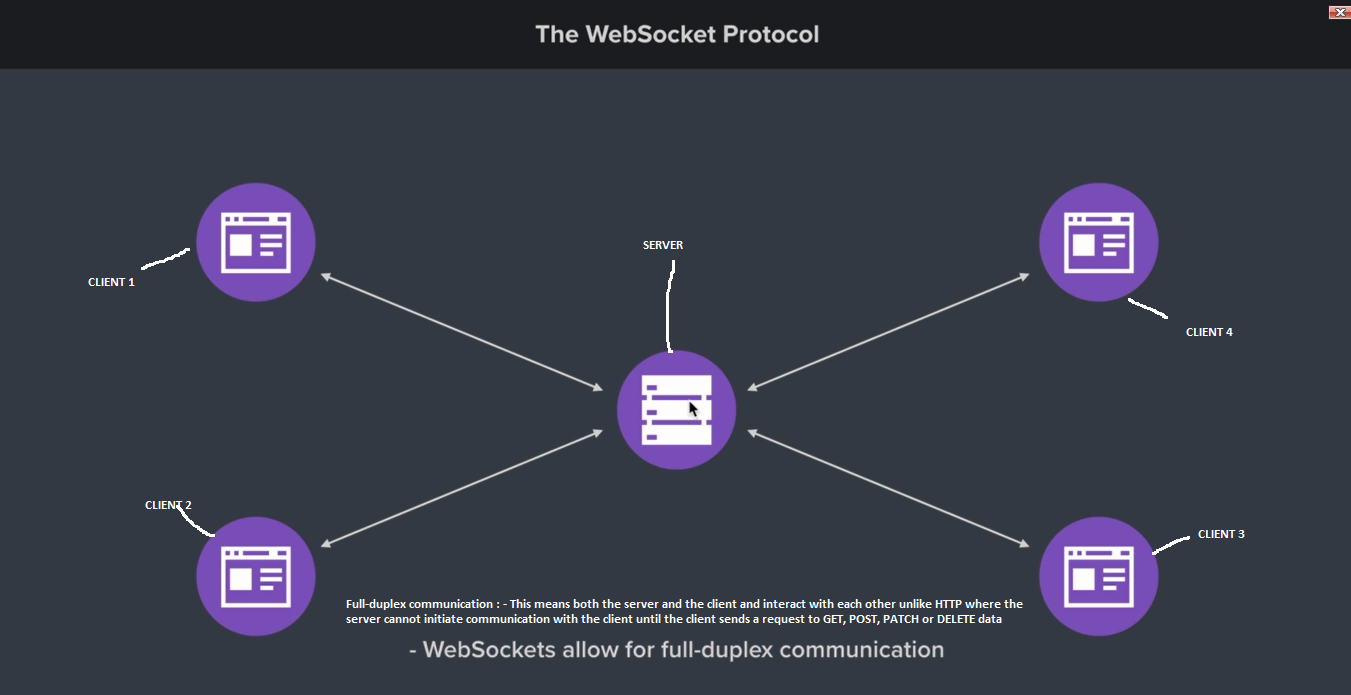 The WebSocket Protocol
SERVER
CLIENT 1
CLIENT 4
CLIENT 2
CLIENT 3
Full-duplex communication : - This means both the server and the client and interact with each other unlike HTTP where the
server cannot initiate communication with the client until the client sends a request to GET, POST, PATCH or DELETE data
- WebSockets allow for full-duplex communication